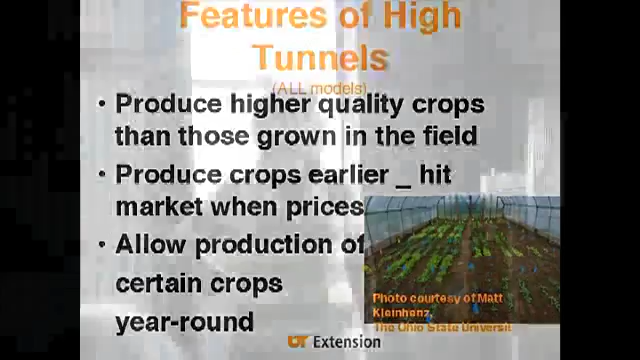 Features of High
Tunnels
(ALL models)
• Produce higher quality crops
than those grown in the field
• Produce crops earlier _ hit
market when prices
• Allow production of
certain crops
year-round
Photo courtesy of Matt
Kleinhenz,
The Ohio State Universit
UT Extension